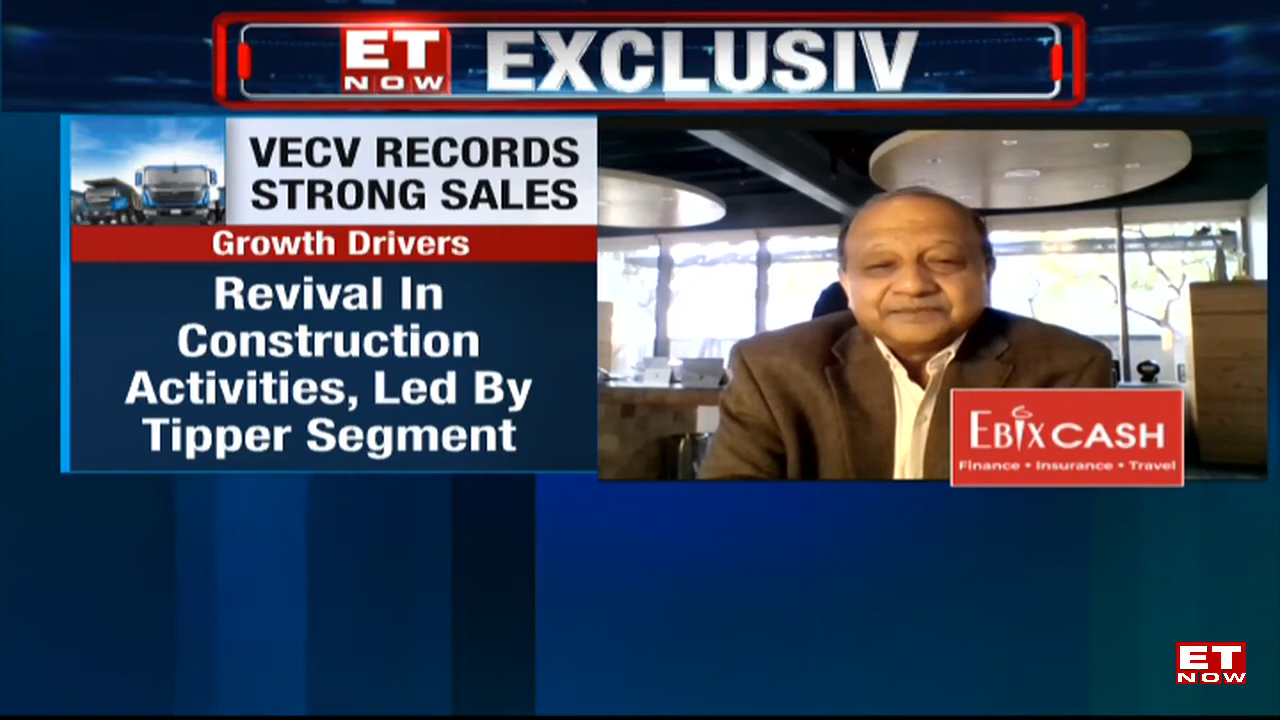 ET
NOW
EXCLUSIV
VECV RECORDS
STRONG SALES
Growth Drivers
Revival In
Construction
Activities, Led By
Tipper Segment
EBIXCASH
Finance • Insurance • Travel
ET
NOW